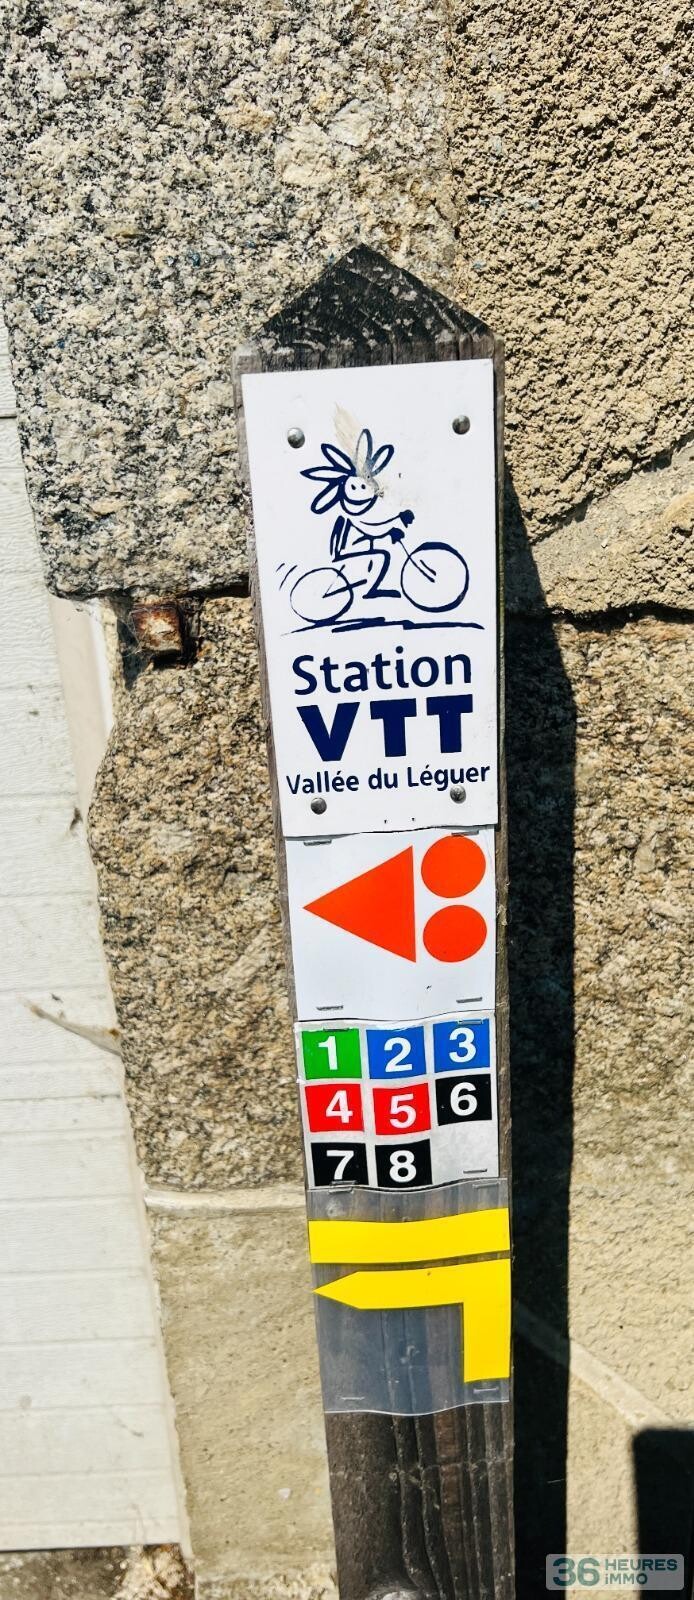 Station
VTT
Vallée du Léguer
1 2 3
4 5 6
7 8
36 HEURES
iMMO